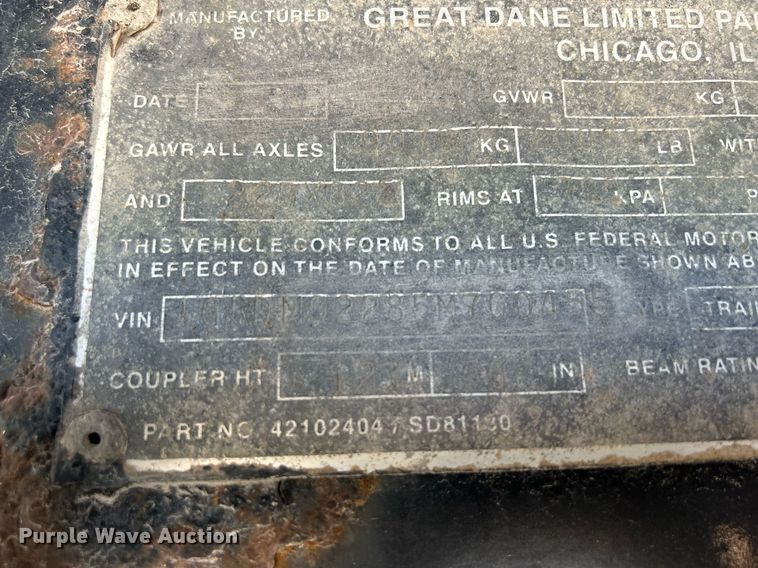 MANUFACTURED BY:
GREAT DANE LIMITED PA
CHICAGO, IL
DATE GVWR KG
GAWR ALL AXLES KG LB WIT
AND RIMS AT KPA P
THIS VEHICLE CONFORMS TO ALL U.S. FEDERAL MOTOR
IN EFFECT ON THE DATE OF MANUFACTURE SHOWN AB
VIN TRAI
COUPLER HT M IN BEAM RATIN
PART NO. 42102404 / SD81130
Purple Wave Auction